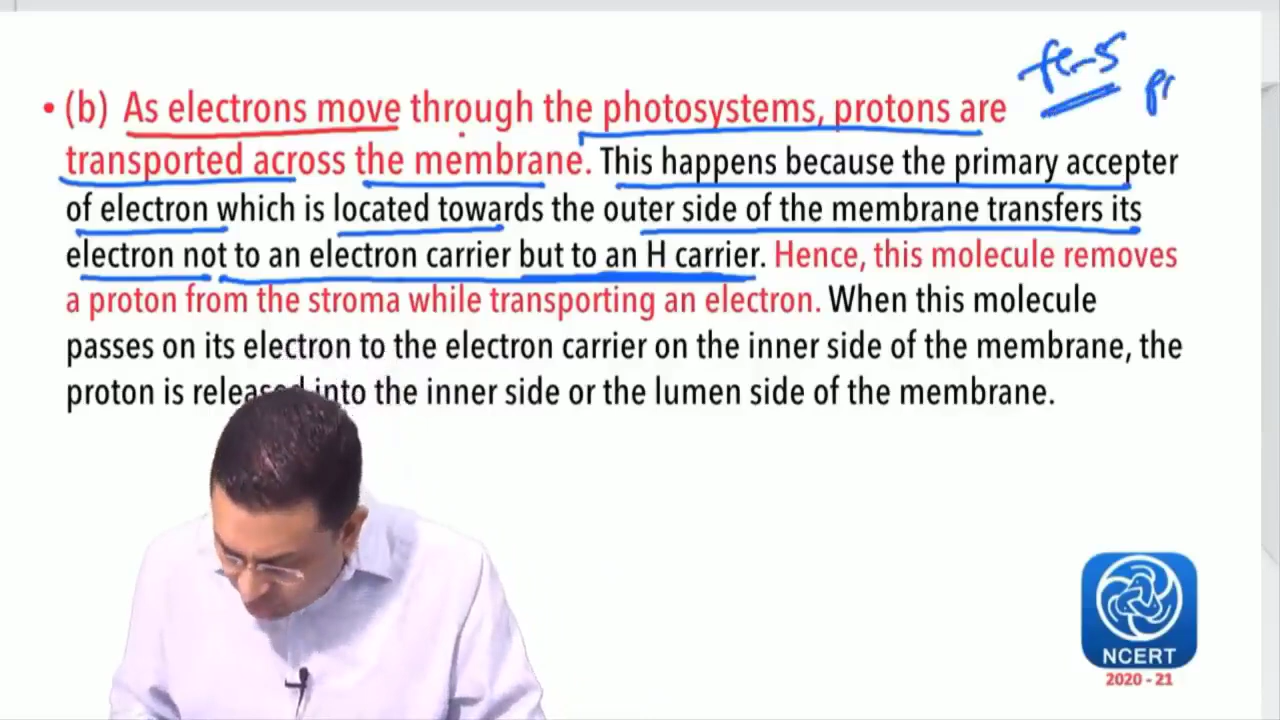 fe-S pr
• (b) As electrons move through the photosystems, protons are
transported across the membrane. This happens because the primary accepter
of electron which is located towards the outer side of the membrane transfers its
electron not to an electron carrier but to an H carrier. Hence, this molecule removes
a proton from the stroma while transporting an electron. When this molecule
passes on its electron to the electron carrier on the inner side of the membrane, the
proton is released into the inner side or the lumen side of the membrane.
NCERT
2020 - 21